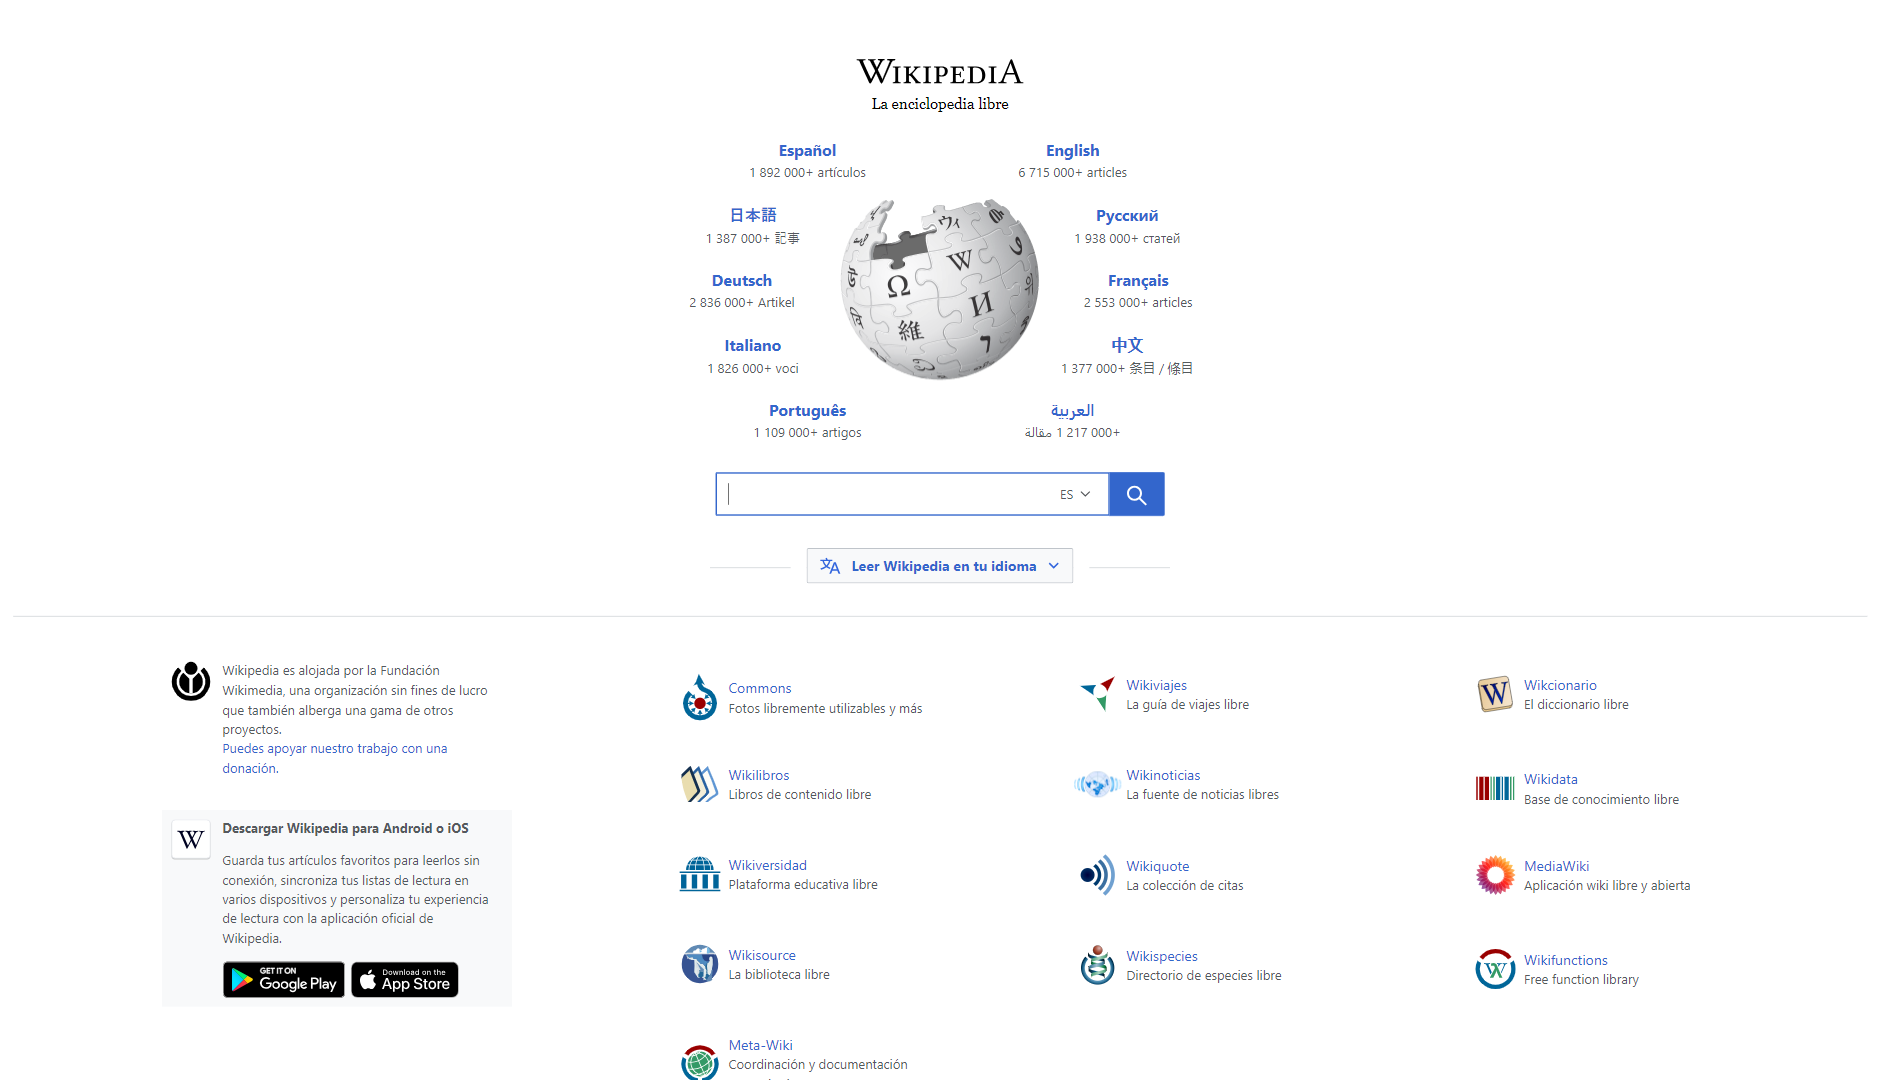 WIKIPEDIA
La enciclopedia libre
Español
1 892 000+ artículos
English
6 715 000+ articles
日本語
1 387 000+ 記事
Русский
1 938 000+ статей
Deutsch
2 836 000+ Artikel
Français
2 553 000+ articles
Italiano
1 826 000+ voci
中文
1 377 000+ 条目 / 條目
Português
1 109 000+ artigos
العربية
1 217 000+ مقالة
Ω
W
И
維
ウィ
ES
Leer Wikipedia en tu idioma
Wikipedia es alojada por la Fundación
Wikimedia, una organización sin fines de lucro
que también alberga una gama de otros
proyectos.
Puedes apoyar nuestro trabajo con una
donación.
W
Descargar Wikipedia para Android o iOS
Guarda tus artículos favoritos para leerlos sin
conexión, sincroniza tus listas de lectura en
varios dispositivos y personaliza tu experiencia
de lectura con la aplicación oficial de
Wikipedia.
GET IT ON
Google Play
Download on the
App Store
Commons
Fotos libremente utilizables y más
Wikiviajes
La guía de viajes libre
W
Wikcionario
El diccionario libre
Wikilibros
Libros de contenido libre
Wikinoticias
La fuente de noticias libres
Wikidata
Base de conocimiento libre
Wikiversidad
Plataforma educativa libre
Wikiquote
La colección de citas
MediaWiki
Aplicación wiki libre y abierta
Wikisource
La biblioteca libre
Wikispecies
Directorio de especies libre
Wikifunctions
Free function library
Meta-Wiki
Coordinación y documentación